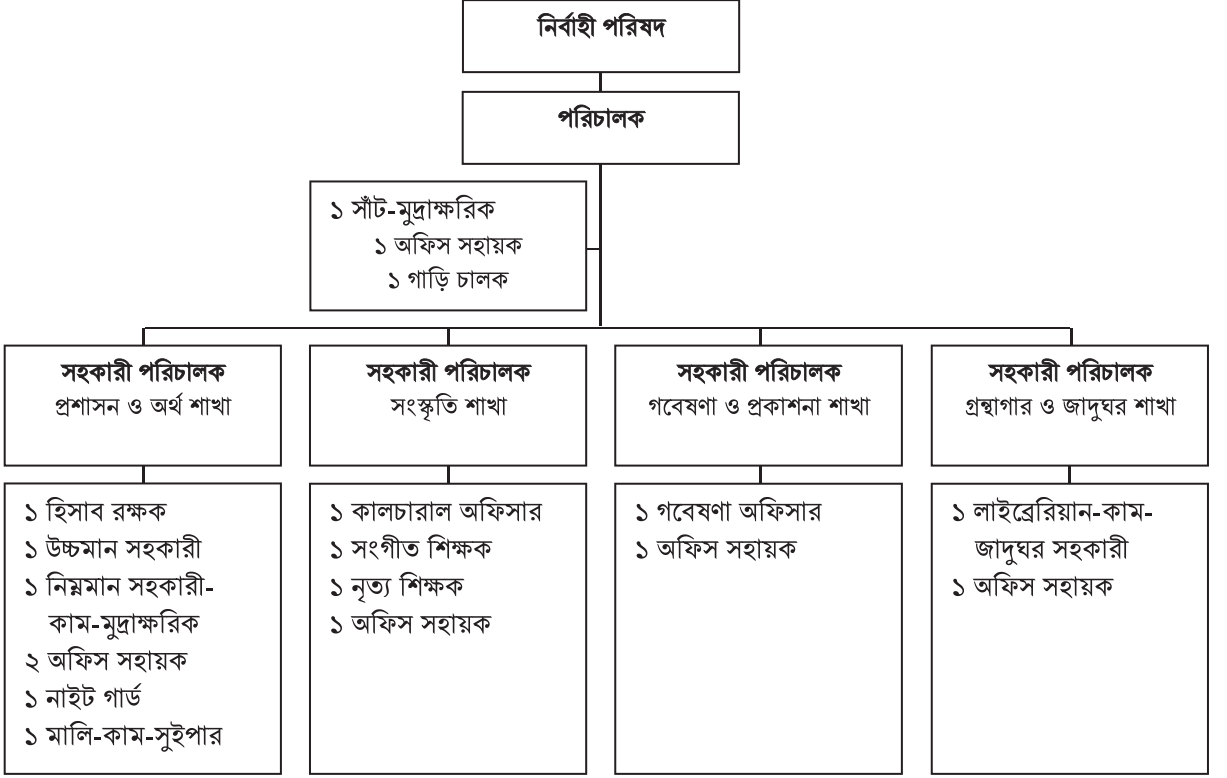 নির্বাহী পরিষদ
পরিচালক
১ সাঁট-মুদ্রাক্ষরিক
১ অফিস সহায়ক
১ গাড়ি চালক
সহকারী পরিচালক
প্রশাসন ও অর্থ শাখা
সহকারী পরিচালক
সংস্কৃতি শাখা
সহকারী পরিচালক
গবেষণা ও প্রকাশনা শাখা
সহকারী পরিচালক
গ্রন্থাগার ও জাদুঘর শাখা
১ হিসাব রক্ষক
১ উচ্চমান সহকারী
১ নিম্নমান সহকারী-
কাম-মুদ্রাক্ষরিক
২ অফিস সহায়ক
১ নাইট গার্ড
১ মালি-কাম-সুইপার
১ কালচারাল অফিসার
১ সংগীত শিক্ষক
১ নৃত্য শিক্ষক
১ অফিস সহায়ক
১ গবেষণা অফিসার
১ অফিস সহায়ক
১ লাইব্রেরিয়ান-কাম-
জাদুঘর সহকারী
১ অফিস সহায়ক